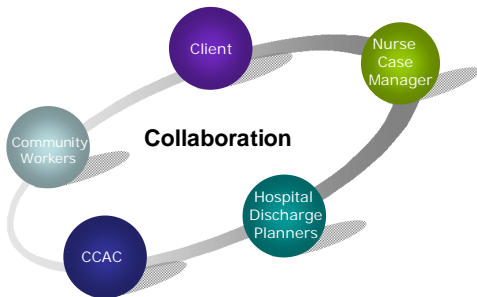 Client
Nurse
Case
Manager
Community
Workers
Collaboration
Hospital
Discharge
Planners
CCAC